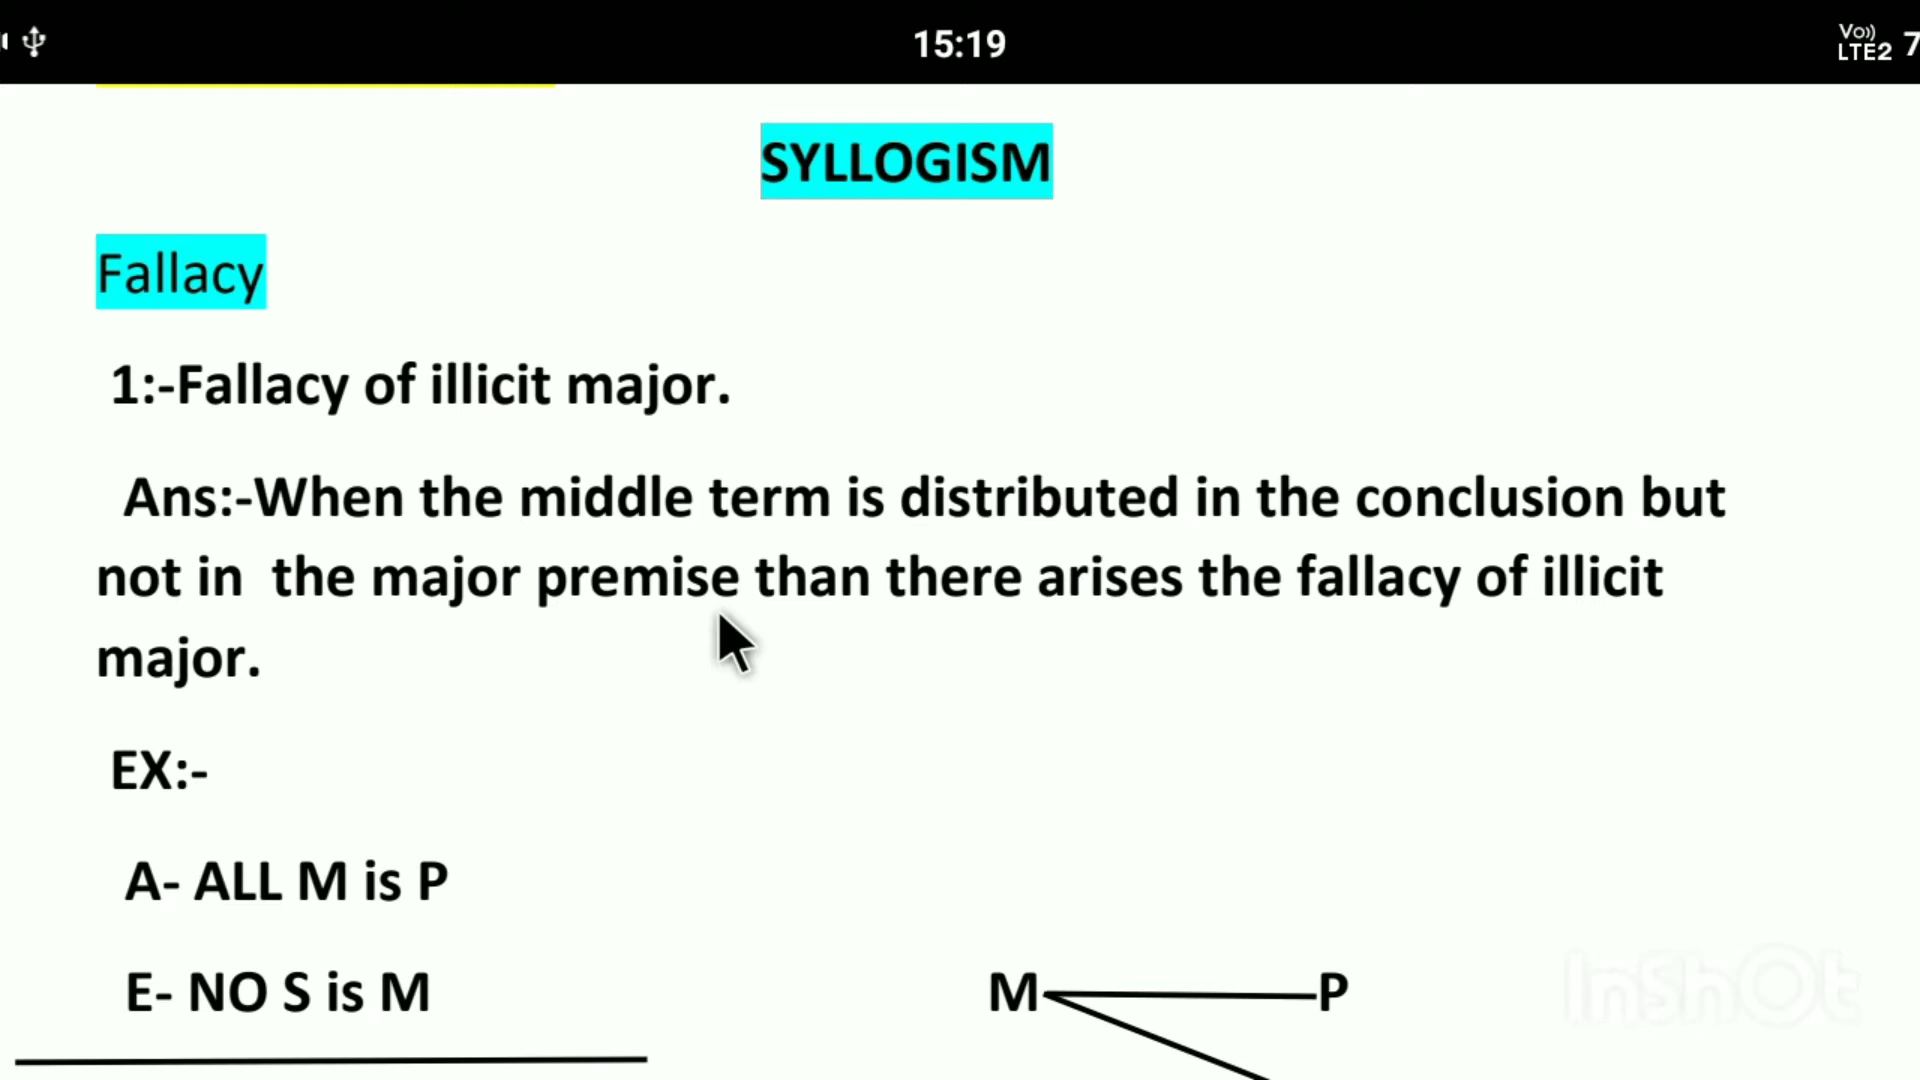 15:19
Vo)) LTE2 7
SYLLOGISM
Fallacy
1:-Fallacy of illicit major.
Ans:-When the middle term is distributed in the conclusion but
not in the major premise than there arises the fallacy of illicit
major.
EX:-
A- ALL M is P
E- NO S is M
M P
InShOt